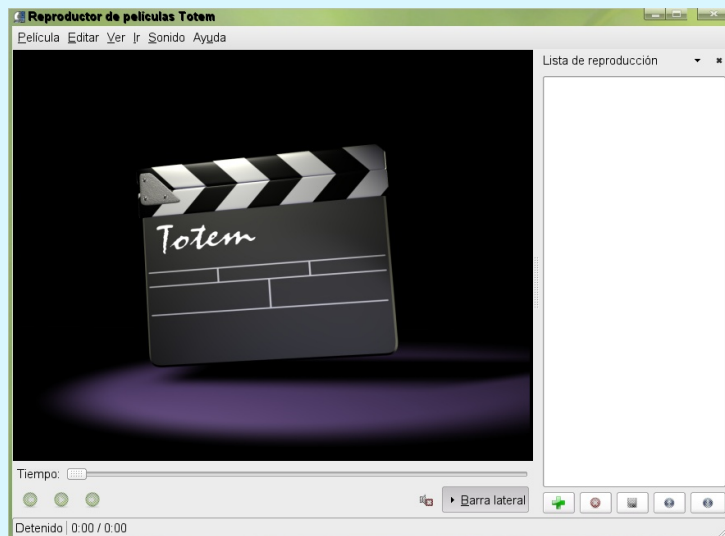 Reproductor de películas Totem
Película Editar Ver Ir Sonido Ayuda
Lista de reproducción
Totem
Tiempo:
Barra lateral
Detenido 0:00 / 0:00